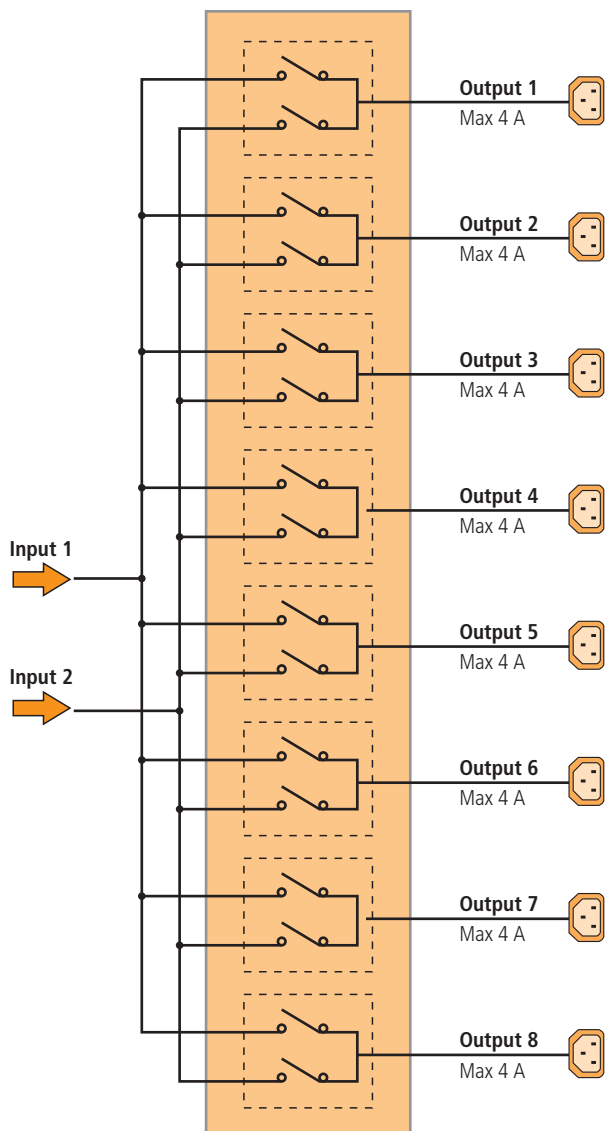 Output 1
Max 4 A
Output 2
Max 4 A
Output 3
Max 4 A
Output 4
Max 4 A
Input 1
Output 5
Max 4 A
Input 2
Output 6
Max 4 A
Output 7
Max 4 A
Output 8
Max 4 A